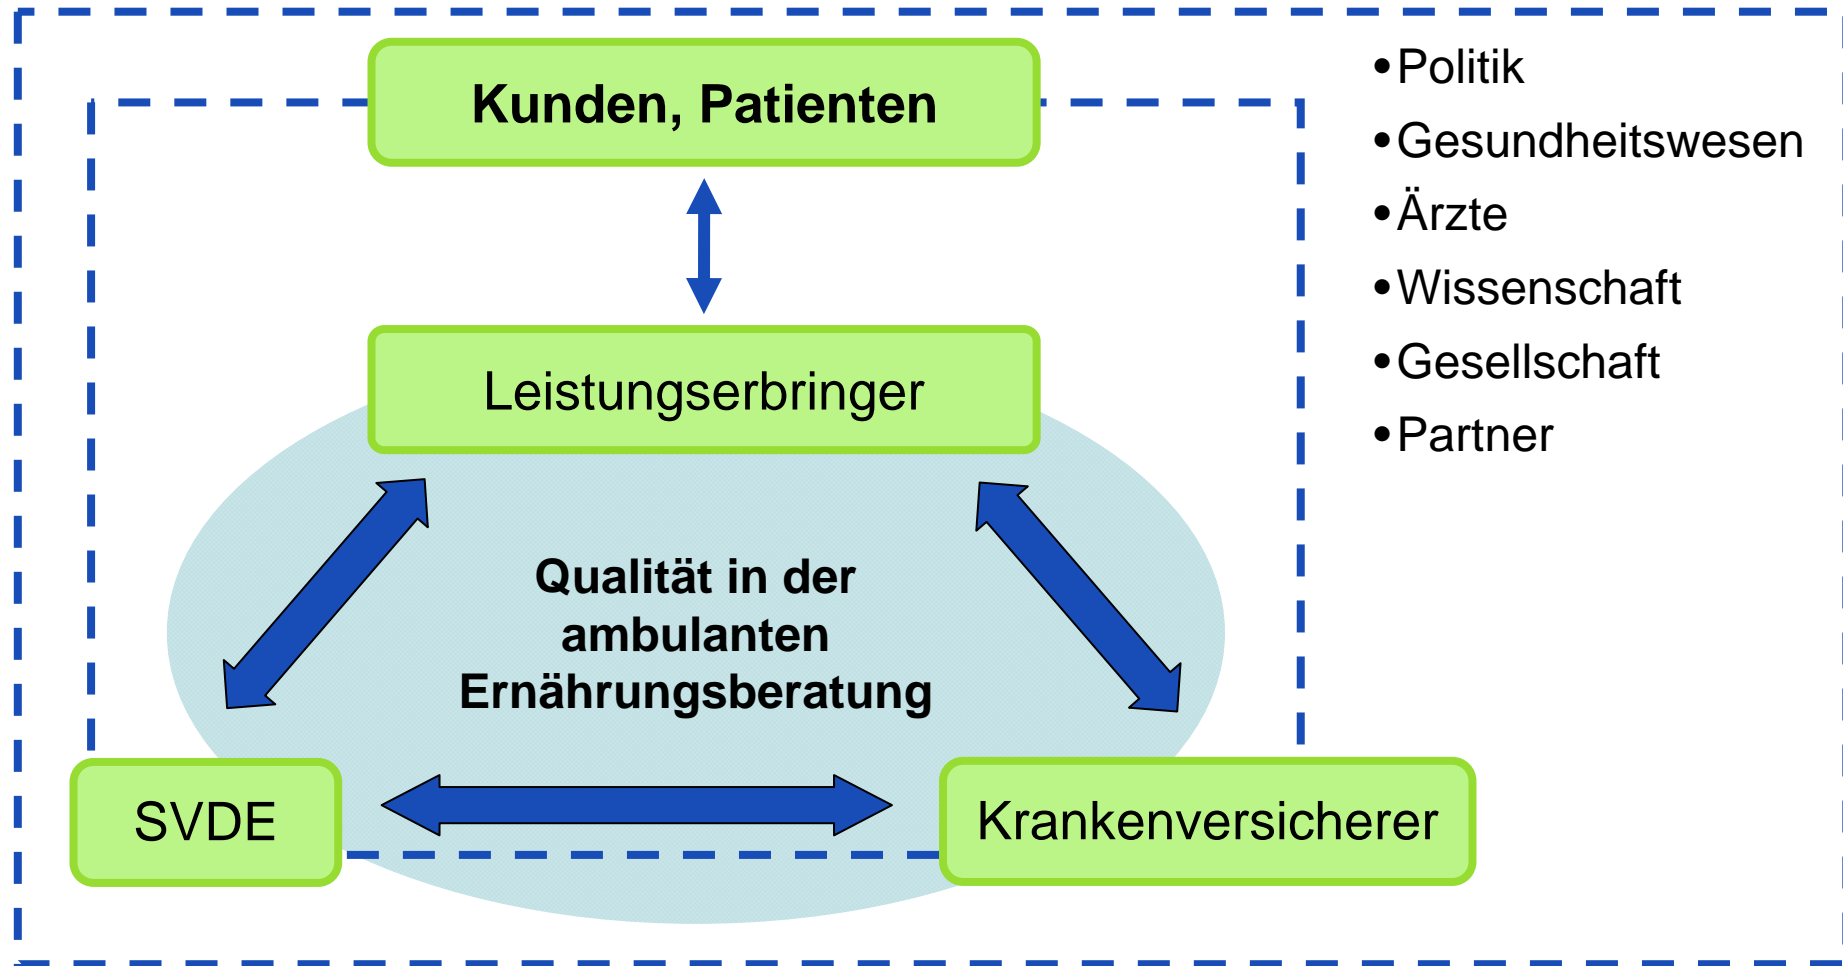 Kunden, Patienten
Leistungserbringer
Qualität in der
ambulanten
Ernährungsberatung
SVDE
Krankenversicherer
•Politik
•Gesundheitswesen
•Ärzte
•Wissenschaft
•Gesellschaft
•Partner